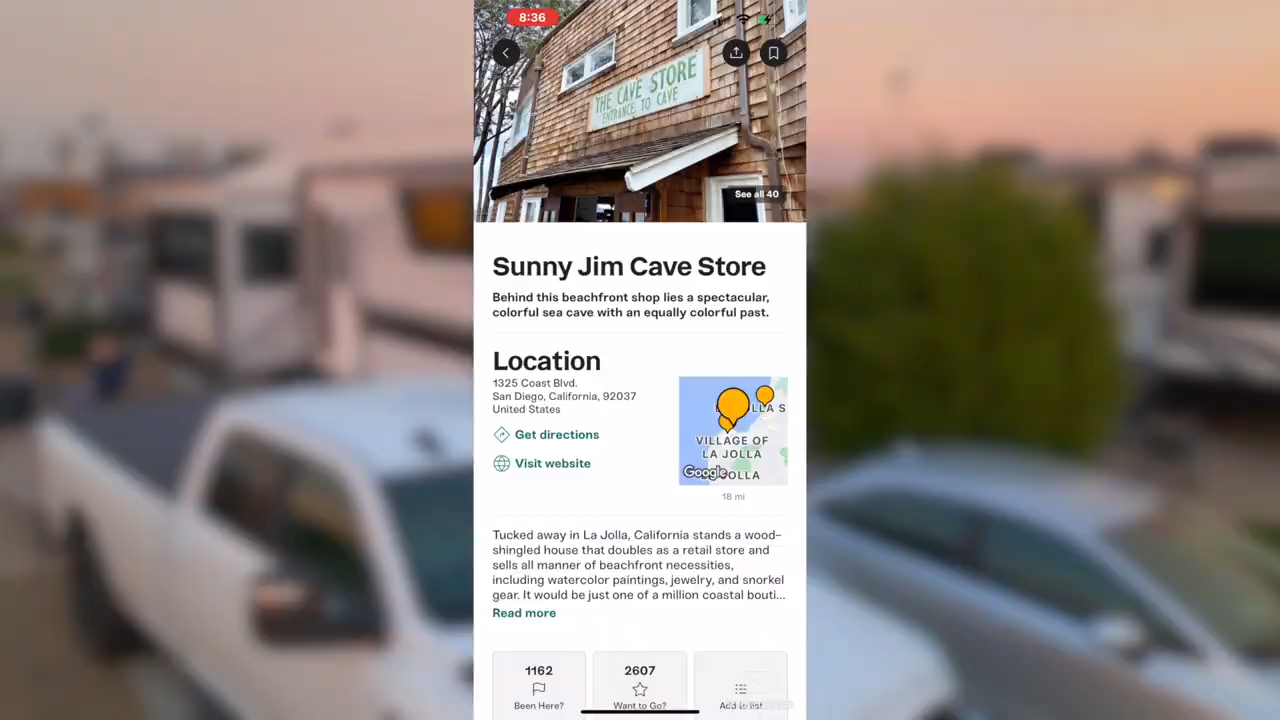 8:36
THE CAVE STORE
ENTRANCE TO CAVE
See all 40
Sunny Jim Cave Store
Behind this beachfront shop lies a spectacular,
colorful sea cave with an equally colorful past.
Location
1325 Coast Blvd.
San Diego, California, 92037
United States
Get directions
Visit website
VILLAGE OF
LA JOLLA
Google
18 mi
Tucked away in La Jolla, California stands a wood-
shingled house that doubles as a retail store and
sells all manner of beachfront necessities,
including watercolor paintings, jewelry, and snorkel
gear. It would be just one of a million coastal bouti...
Read more
1162
2607
Been Here?
Want to Go?
Add to list